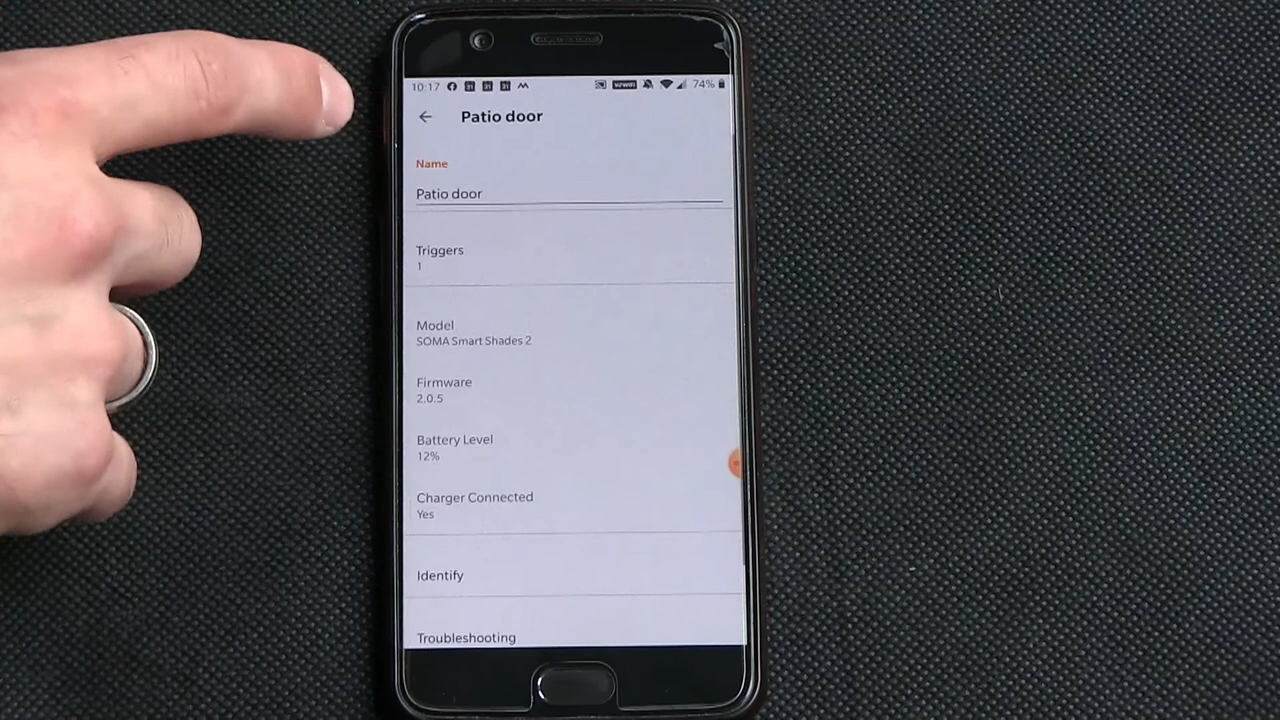 10:17 74%
Patio door
Name
Patio door
Triggers
1
Model
SOMA Smart Shades 2
Firmware
2.0.5
Battery Level
12%
Charger Connected
Yes
Identify
Troubleshooting